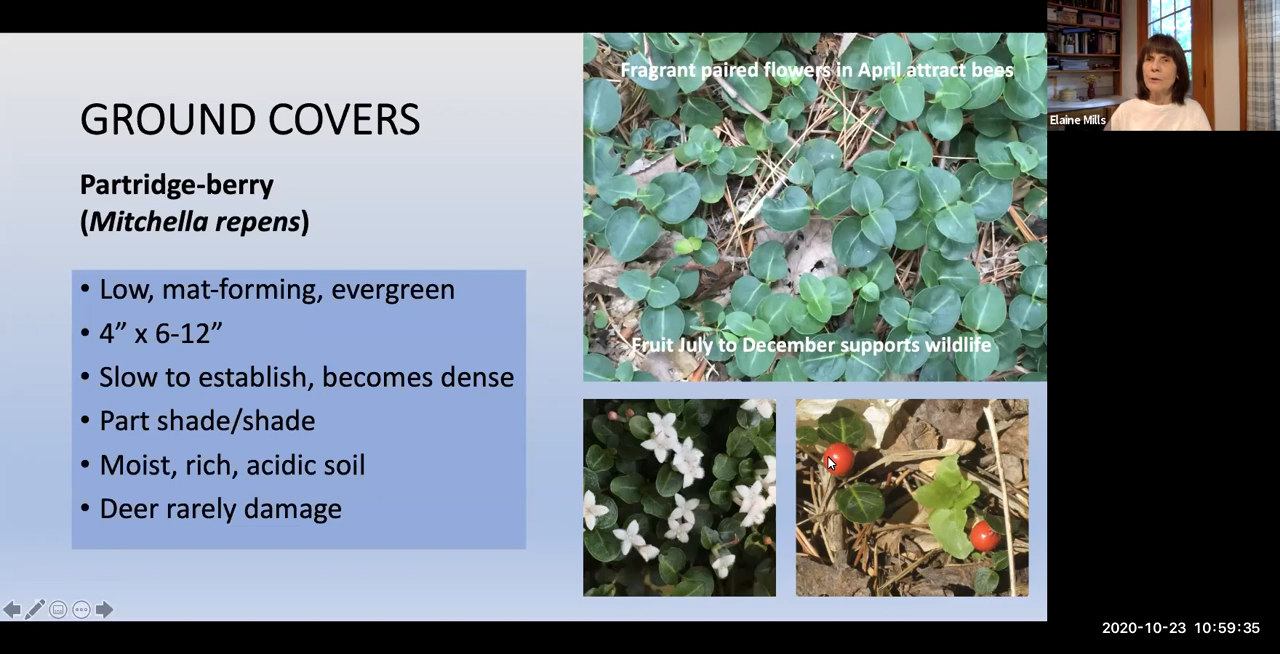 GROUND COVERS
Partridge-berry
(Mitchella repens)
• Low, mat-forming, evergreen
• 4” x 6-12”
• Slow to establish, becomes dense
• Part shade/shade
• Moist, rich, acidic soil
• Deer rarely damage
Fragrant paired flowers in April attract bees
Fruit July to December supports wildlife
Elaine Mills
2020-10-23 10:59:35